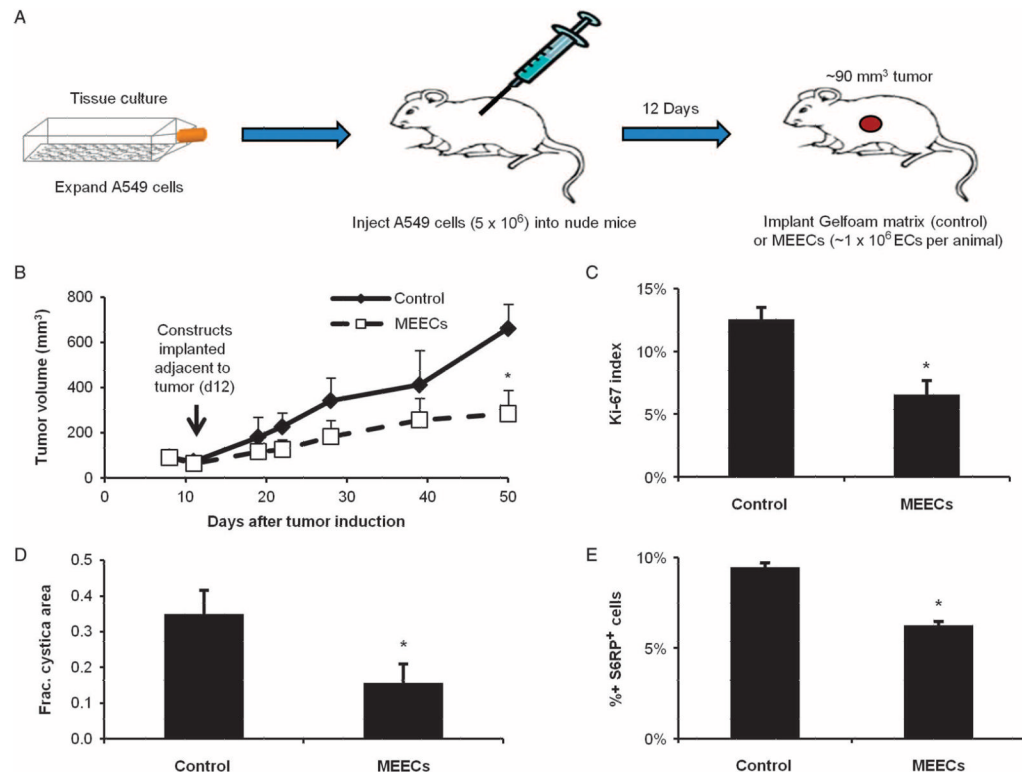 A
Tissue culture
Expand A549 cells
Inject A549 cells (5 x 10⁶) into nude mice
12 Days
~90 mm³ tumor
Implant Gelfoam matrix (control)
or MEECs (~1 x 10⁶ ECs per animal)
B
Tumor volume (mm³)
800
600
400
200
0
Constructs
implanted
adjacent to
tumor (d12)
Control
MEECs
*
0 10 20 30 40 50
Days after tumor induction
C
Ki-67 index
15%
10%
5%
0%
*
Control MEECs
D
Frac. cystica area
0.5
0.4
0.3
0.2
0.1
0.0
*
Control MEECs
E
%+ S6RP⁺ cells
10%
5%
0%
*
Control MEECs